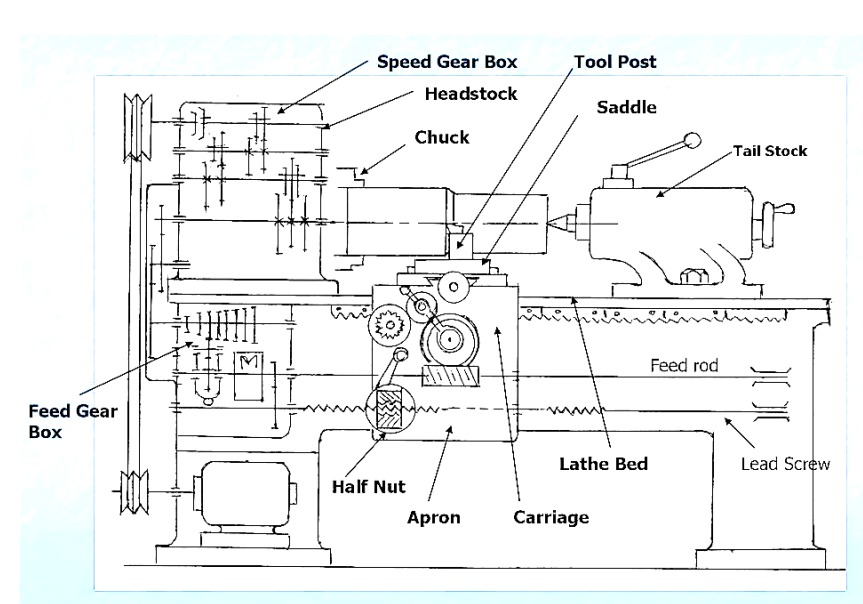 Speed Gear Box
Tool Post
Headstock
Saddle
Chuck
Tail Stock
Feed rod
Feed Gear
Box
Lathe Bed
Lead Screw
Half Nut
Apron
Carriage